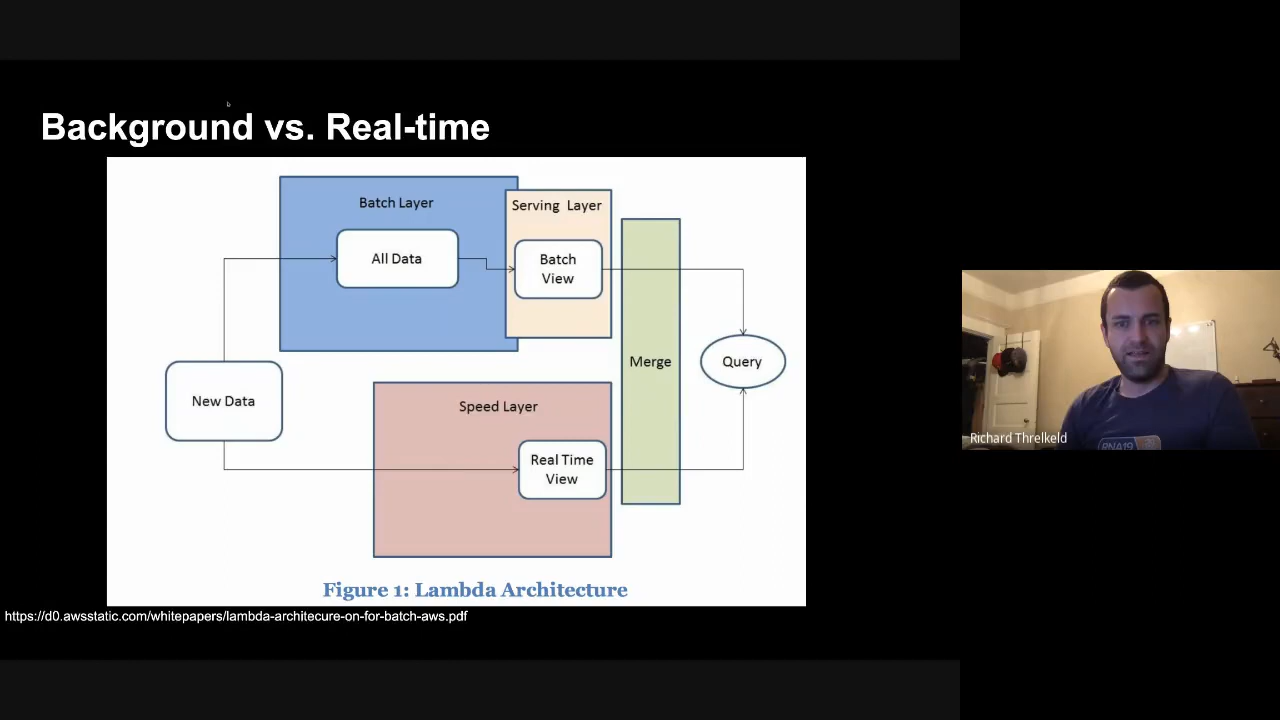 Background vs. Real-time
Batch Layer
All Data
Serving Layer
Batch
View
Merge
Query
New Data
Speed Layer
Real Time
View
Figure 1: Lambda Architecture
https://d0.awsstatic.com/whitepapers/lambda-architecure-on-for-batch-aws.pdf
Richard Threlkeld
RNA19